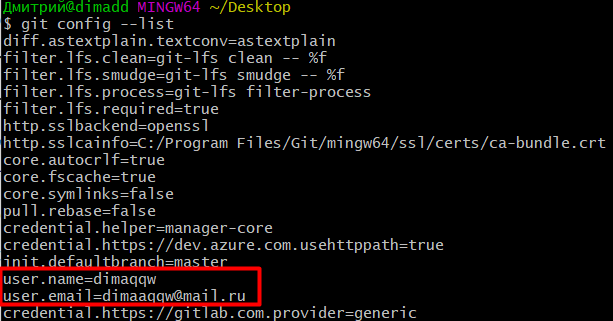 Дмитрий@dimadd MINGW64 ~/Desktop
$ git config --list
diff.astextplain.textconv=astextplain
filter.lfs.clean=git-lfs clean -- %f
filter.lfs.smudge=git-lfs smudge -- %f
filter.lfs.process=git-lfs filter-process
filter.lfs.required=true
http.sslbackend=openssl
http.sslcainfo=C:/Program Files/Git/mingw64/ssl/certs/ca-bundle.crt
core.autocrlf=true
core.fscache=true
core.symlinks=false
pull.rebase=false
credential.helper=manager-core
credential.https://dev.azure.com.usehttppath=true
init.defaultbranch=master
user.name=dimaqqw
user.email=dimaaqqw@mail.ru
credential.https://gitlab.com.provider=generic